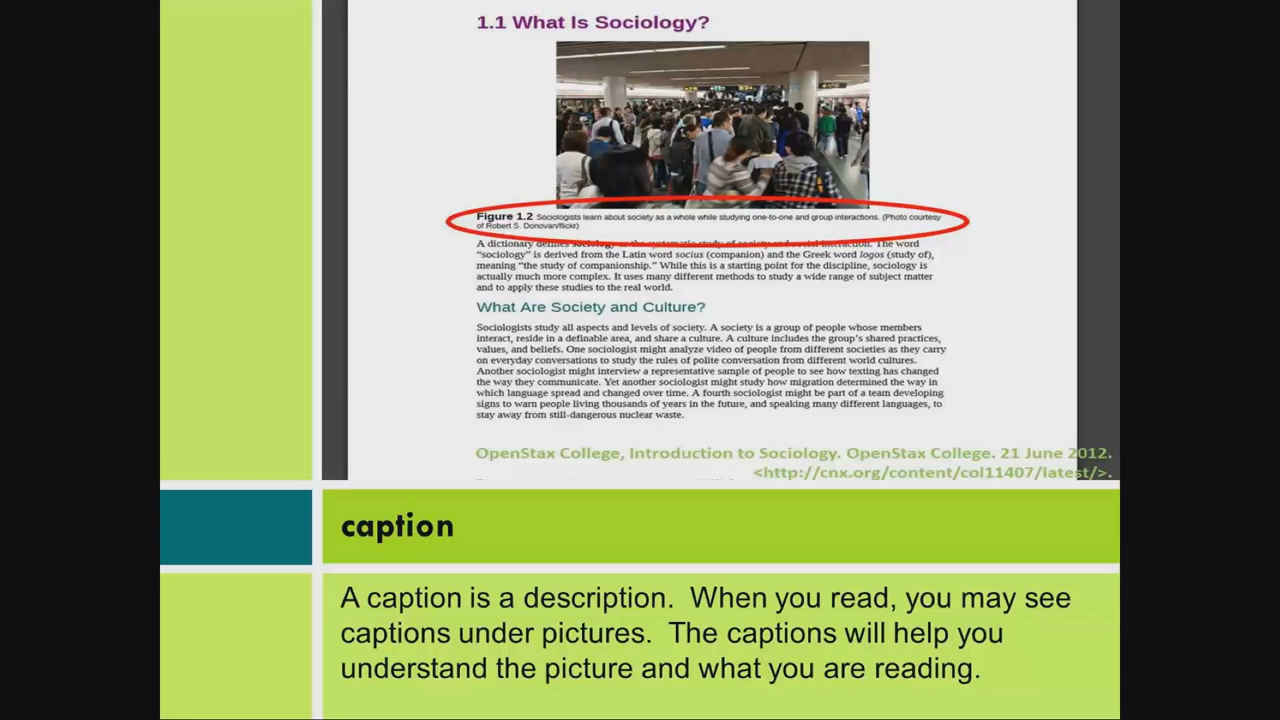 1.1 What Is Sociology?
Figure 1.2 Sociologists learn about society as a whole while studying one-to-one and group interactions. (Photo courtesy
of Robert S. Donovan/flickr)
A dictionary defines sociology as the systematic study of society and social interaction. The word
“sociology” is derived from the Latin word socius (companion) and the Greek word logos (study of),
meaning “the study of companionship.” While this is a starting point for the discipline, sociology is
actually much more complex. It uses many different methods to study a wide range of subject matter
and to apply these studies to the real world.
What Are Society and Culture?
Sociologists study all aspects and levels of society. A society is a group of people whose members
interact, reside in a definable area, and share a culture. A culture includes the group’s shared practices,
values, and beliefs. One sociologist might analyze video of people from different societies as they carry
on everyday conversations to study the rules of polite conversation from different world cultures.
Another sociologist might interview a representative sample of people to see how texting has changed
the way they communicate. Yet another sociologist might study how migration determined the way in
which language spread and changed over time. A fourth sociologist might be part of a team developing
signs to warn people living thousands of years in the future, and speaking many different languages, to
stay away from still-dangerous nuclear waste.
OpenStax College, Introduction to Sociology. OpenStax College. 21 June 2012.
<http://cnx.org/content/col11407/latest/>.
caption
A caption is a description. When you read, you may see
captions under pictures. The captions will help you
understand the picture and what you are reading.